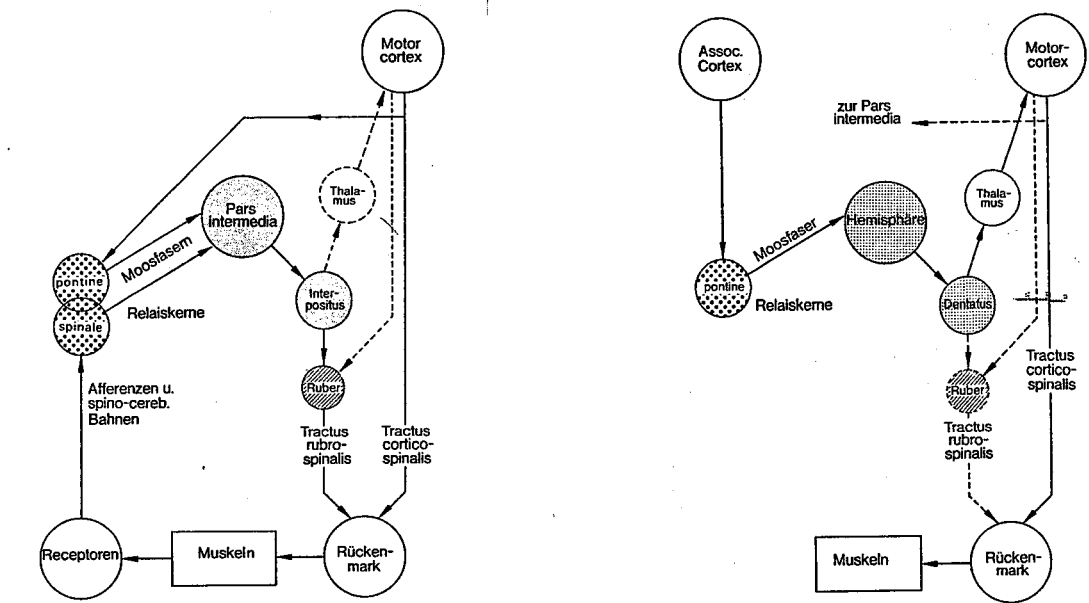 Motor
cortex
Thala-
mus
Pars
intermedia
Moosfasern
pontine
spinale
Relaiskerne
Inter-
positus
Ruber
Afferenzen u.
spino-cereb.
Bahnen
Tractus
rubro-
spinalis
Tractus
cortico-
spinalis
Receptoren
Muskeln
Rücken-
mark
Assoc.
Cortex
Motor-
cortex
zur Pars
intermedia
Thala-
mus
Hemisphäre
Moosfaser
pontine
Relaiskerne
Dentatus
Ruber
Tractus
cortico-
spinalis
Tractus
rubro-
spinalis
Muskeln
Rücken-
mark